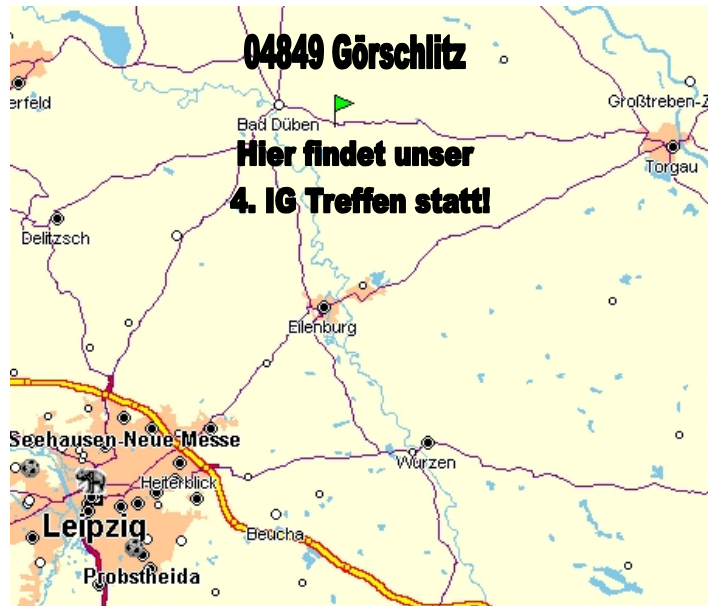 04849 Görschlitz
erfeld
Großtreben-Z
Bad Düben
Hier findet unser
Torgau
4. IG Treffen statt!
Delitzsch
Eilenburg
Seehausen-Neue-Messe
Wurzen
Heiterblick
Leipzig
Beucha
Probstheida